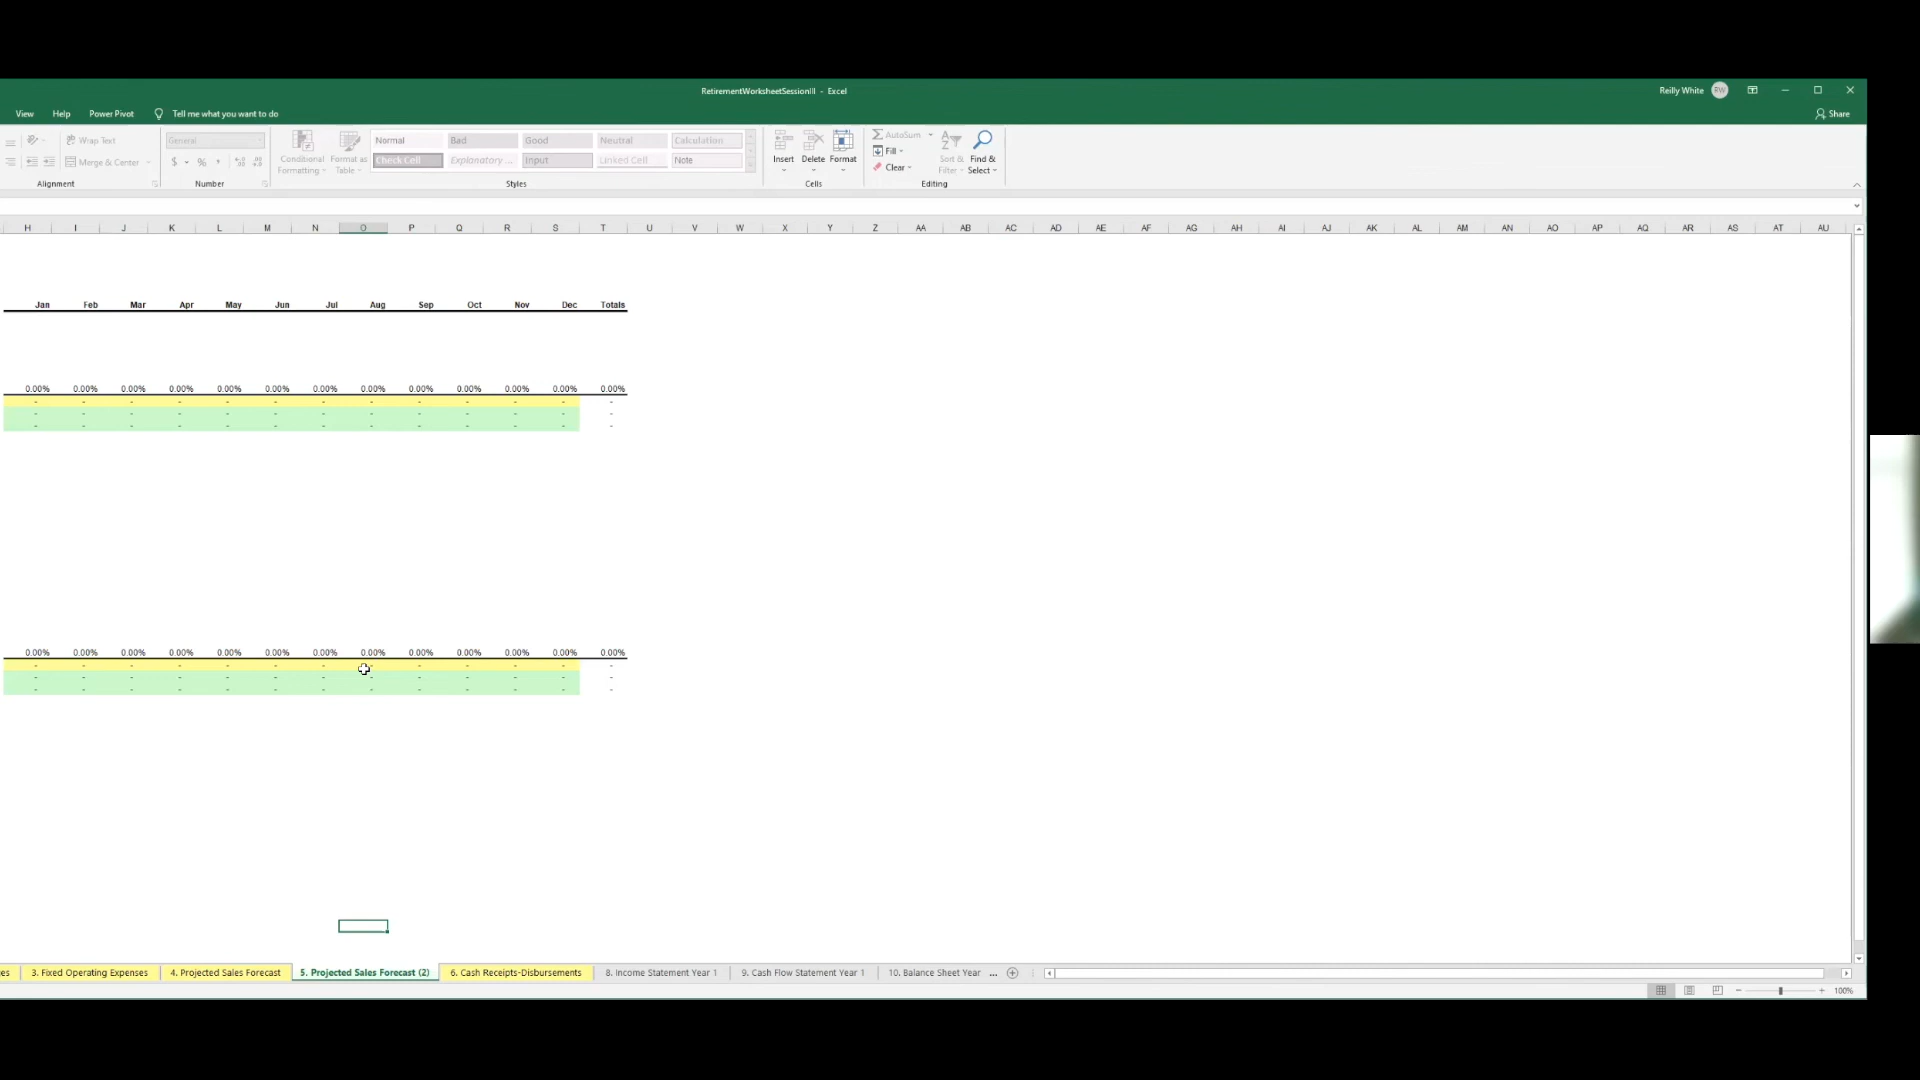 RetirementWorksheetSessionIII - Excel
Reilly White RW
View Help Power Pivot Tell me what you want to do Share
Wrap Text
General
Merge & Center
$ % ,
Conditional Formatting
Format as Table
Normal Bad Good Neutral Calculation
Check Cell Explanatory ... Input Linked Cell Note
Insert Delete Format
AutoSum
Fill
Clear
Sort & Filter
Find & Select
Alignment Number Styles Cells Editing
H I J K L M N O P Q R S T U V W X Y Z AA AB AC AD AE AF AG AH AI AJ AK AL AM AN AO AP AQ AR AS AT AU
Jan Feb Mar Apr May Jun Jul Aug Sep Oct Nov Dec Totals
0.00% 0.00% 0.00% 0.00% 0.00% 0.00% 0.00% 0.00% 0.00% 0.00% 0.00% 0.00% 0.00%
- - - - - - - - - - - - -
- - - - - - - - - - - - -
- - - - - - - - - - - - -
0.00% 0.00% 0.00% 0.00% 0.00% 0.00% 0.00% 0.00% 0.00% 0.00% 0.00% 0.00% 0.00%
- - - - - - - - - - - - -
- - - - - - - - - - - - -
- - - - - - - - - - - - -
es 3. Fixed Operating Expenses 4. Projected Sales Forecast 5. Projected Sales Forecast (2) 6. Cash Receipts-Disbursements 8. Income Statement Year 1 9. Cash Flow Statement Year 1 10. Balance Sheet Year ...
100%